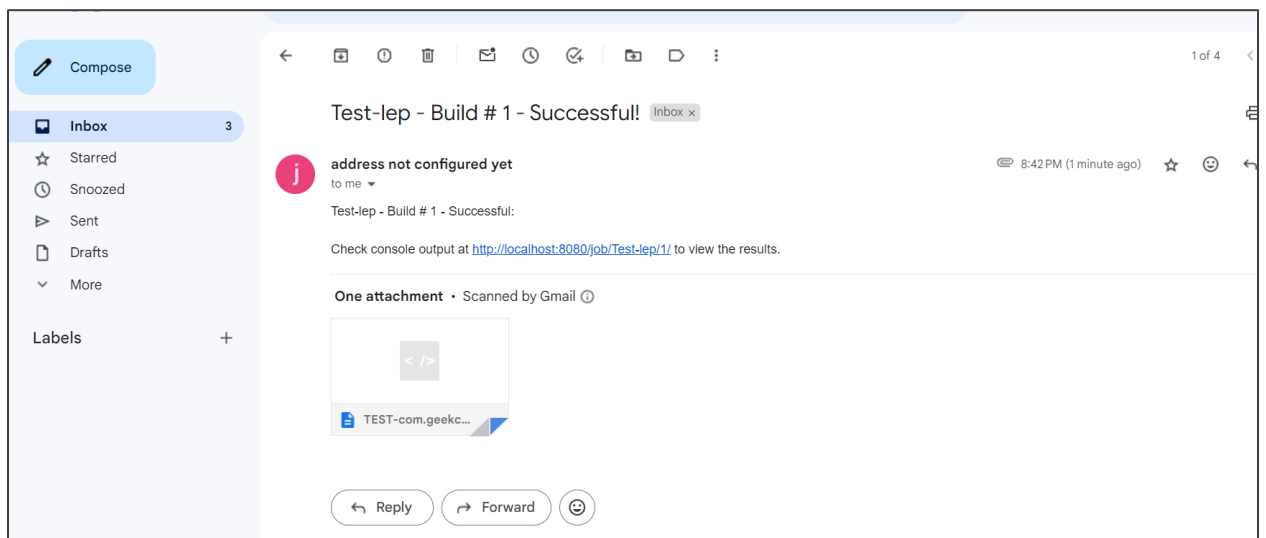 Compose
Inbox 3
Starred
Snoozed
Sent
Drafts
More
Labels
1 of 4
Test-lep - Build # 1 - Successful! Inbox x
j
address not configured yet
8:42 PM (1 minute ago)
to me
Test-lep - Build # 1 - Successful:
Check console output at http://localhost:8080/job/Test-lep/1/ to view the results.
One attachment • Scanned by Gmail
< />
TEST-com.geekc...
Reply Forward